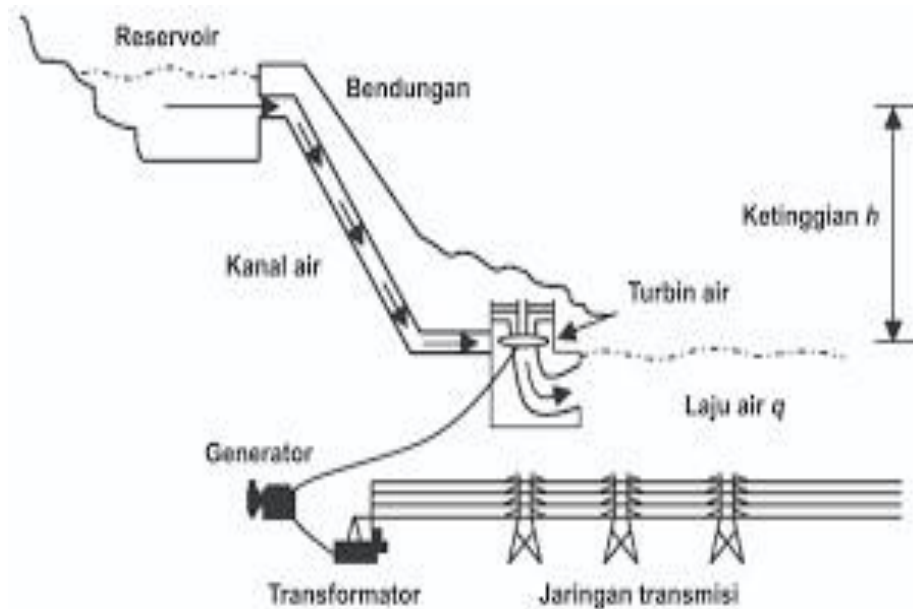 Reservoir
Bendungan
Ketinggian h
Kanal air
Turbin air
Laju air q
Generator
Transformator
Jaringan transmisi